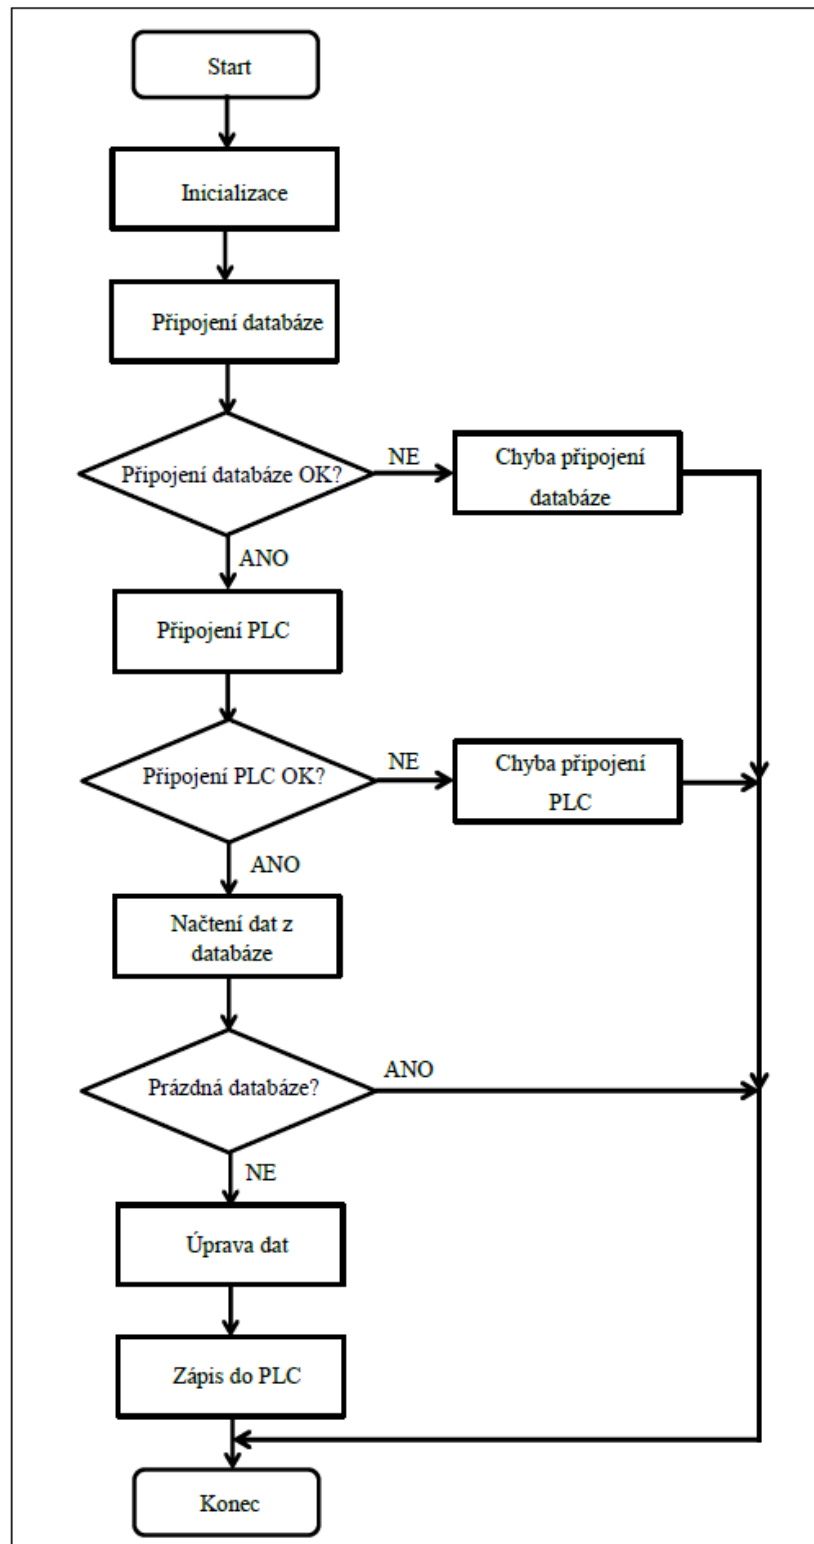 Start
Inicializace
Připojení databáze
Připojení databáze OK?
NE
Chyba připojení
databáze
ANO
Připojení PLC
Připojení PLC OK?
NE
Chyba připojení
PLC
ANO
Načtení dat z
databáze
Prázdná databáze?
ANO
NE
Úprava dat
Zápis do PLC
Konec